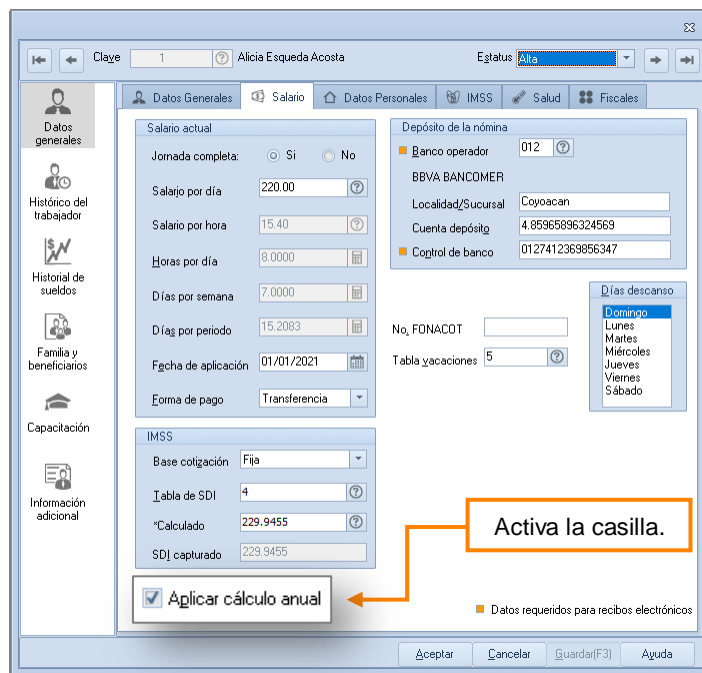 Clave 1 Alicia Esqueda Acosta Estatus Alta
Datos generales
Histórico del trabajador
Historial de sueldos
Familia y beneficiarios
Capacitación
Información adicional
Datos Generales Salario Datos Personales IMSS Salud Fiscales
Salario actual
Jornada completa: Si No
Salario por día 220.00
Salario por hora 15.40
Horas por día 8.0000
Días por semana 7.0000
Días por periodo 15.2083
Fecha de aplicación 01/01/2021
Forma de pago Transferencia
IMSS
Base cotización Fija
Tabla de SDI 4
*Calculado 229.9455
SDI capturado 229.9455
Aplicar cálculo anual
Depósito de la nómina
Banco operador 012
BBVA BANCOMER
Localidad/Sucursal Coyoacan
Cuenta depósito 4.85965896324569
Control de banco 0127412369856347
No. FONACOT
Tabla vacaciones 5
Días descanso
Domingo
Lunes
Martes
Miércoles
Jueves
Viernes
Sábado
Activa la casilla.
Datos requeridos para recibos electrónicos
Aceptar Cancelar Guardar(F3) Ayuda